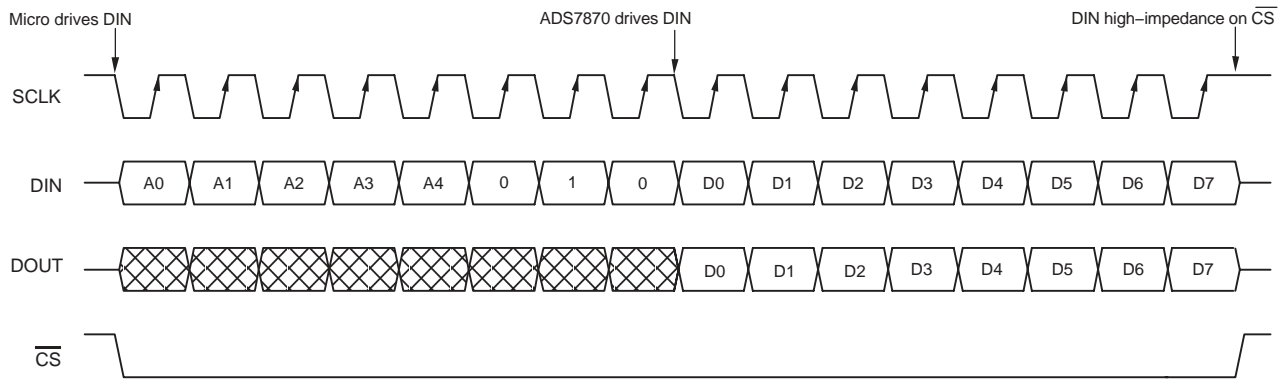 Micro drives DIN
ADS7870 drives DIN
DIN high−impedance on CS
SCLK
DIN A0 A1 A2 A3 A4 0 1 0 D0 D1 D2 D3 D4 D5 D6 D7
DOUT D0 D1 D2 D3 D4 D5 D6 D7
CS